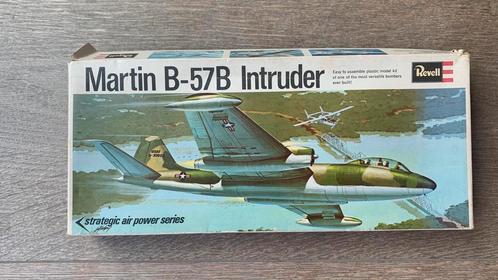 Martin B-57B Intruder
Easy to assemble plastic model kit
of one of the most versatile bombers
ever built!
Revell
strategic air power series